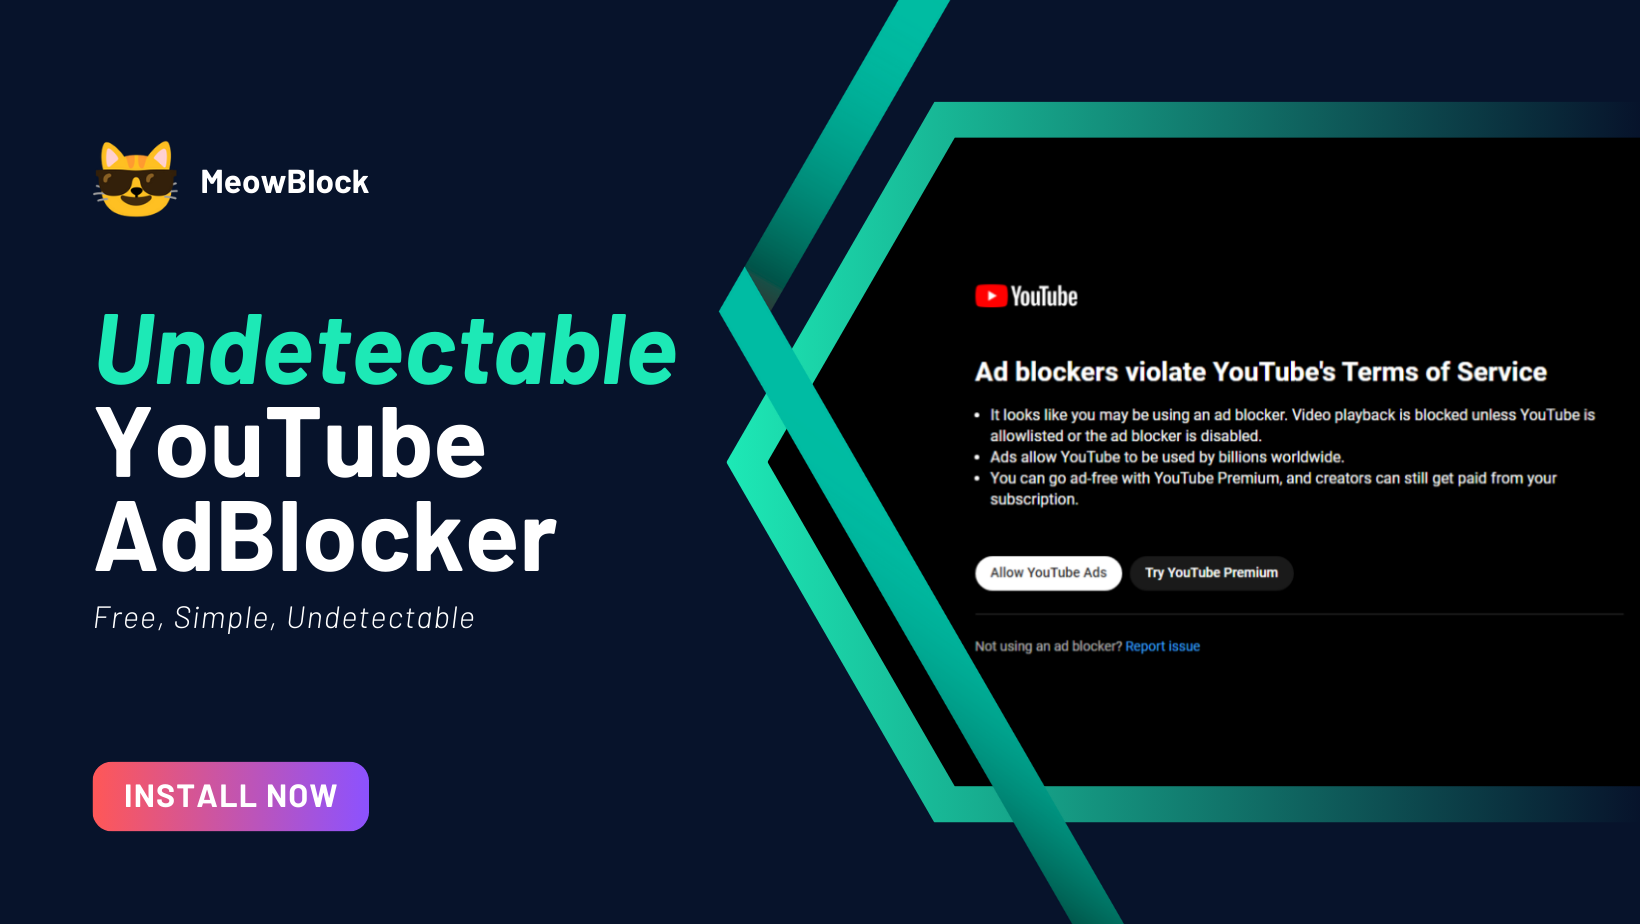 MeowBlock
Undetectable
YouTube
AdBlocker
Free, Simple, Undetectable
INSTALL NOW
YouTube
Ad blockers violate YouTube's Terms of Service
• It looks like you may be using an ad blocker. Video playback is blocked unless YouTube is
allowlisted or the ad blocker is disabled.
• Ads allow YouTube to be used by billions worldwide.
• You can go ad-free with YouTube Premium, and creators can still get paid from your
subscription.
Allow YouTube Ads Try YouTube Premium
Not using an ad blocker? Report issue